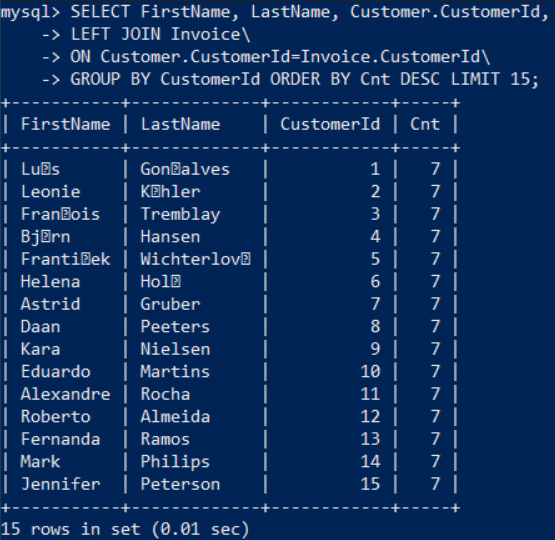 mysql> SELECT FirstName, LastName, Customer.CustomerId,
    -> LEFT JOIN Invoice\
    -> ON Customer.CustomerId=Invoice.CustomerId\
    -> GROUP BY CustomerId ORDER BY Cnt DESC LIMIT 15;
+-----------+-------------+------------+-----+
| FirstName | LastName    | CustomerId | Cnt |
+-----------+-------------+------------+-----+
| Lu�s      | Gon�alves   |          1 |   7 |
| Leonie    | K�hler      |          2 |   7 |
| Fran�ois  | Tremblay    |          3 |   7 |
| Bj�rn     | Hansen      |          4 |   7 |
| Franti�ek | Wichterlov� |          5 |   7 |
| Helena    | Hol�        |          6 |   7 |
| Astrid    | Gruber      |          7 |   7 |
| Daan      | Peeters     |          8 |   7 |
| Kara      | Nielsen     |          9 |   7 |
| Eduardo   | Martins     |         10 |   7 |
| Alexandre | Rocha       |         11 |   7 |
| Roberto   | Almeida     |         12 |   7 |
| Fernanda  | Ramos       |         13 |   7 |
| Mark      | Philips     |         14 |   7 |
| Jennifer  | Peterson    |         15 |   7 |
+-----------+-------------+------------+-----+
15 rows in set (0.01 sec)